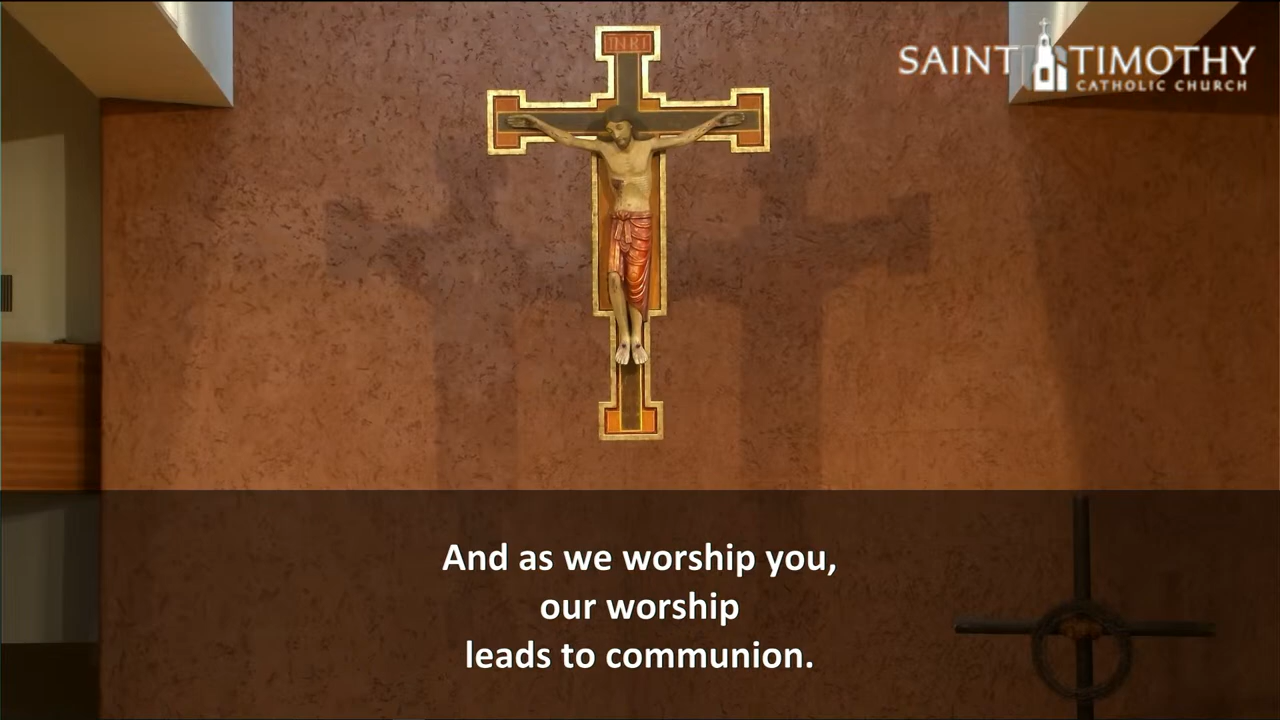 INRI
SAINT TIMOTHY
CATHOLIC CHURCH
And as we worship you,
our worship
leads to communion.